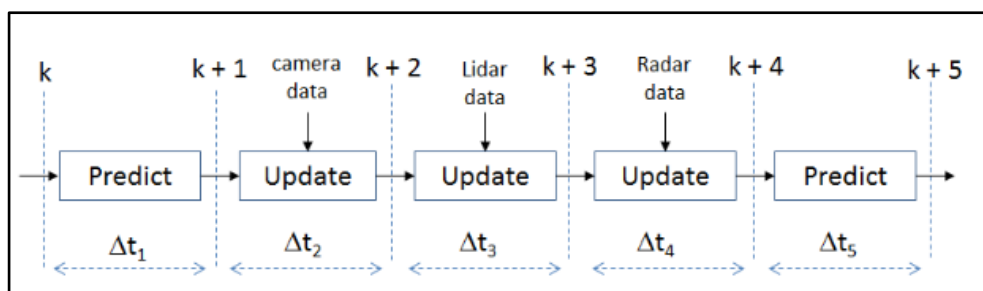 k
k + 1
camera
data
k + 2
Lidar
data
k + 3
Radar
data
k + 4
k + 5
Predict
Update
Update
Update
Predict
Δt₁
Δt₂
Δt₃
Δt₄
Δt₅